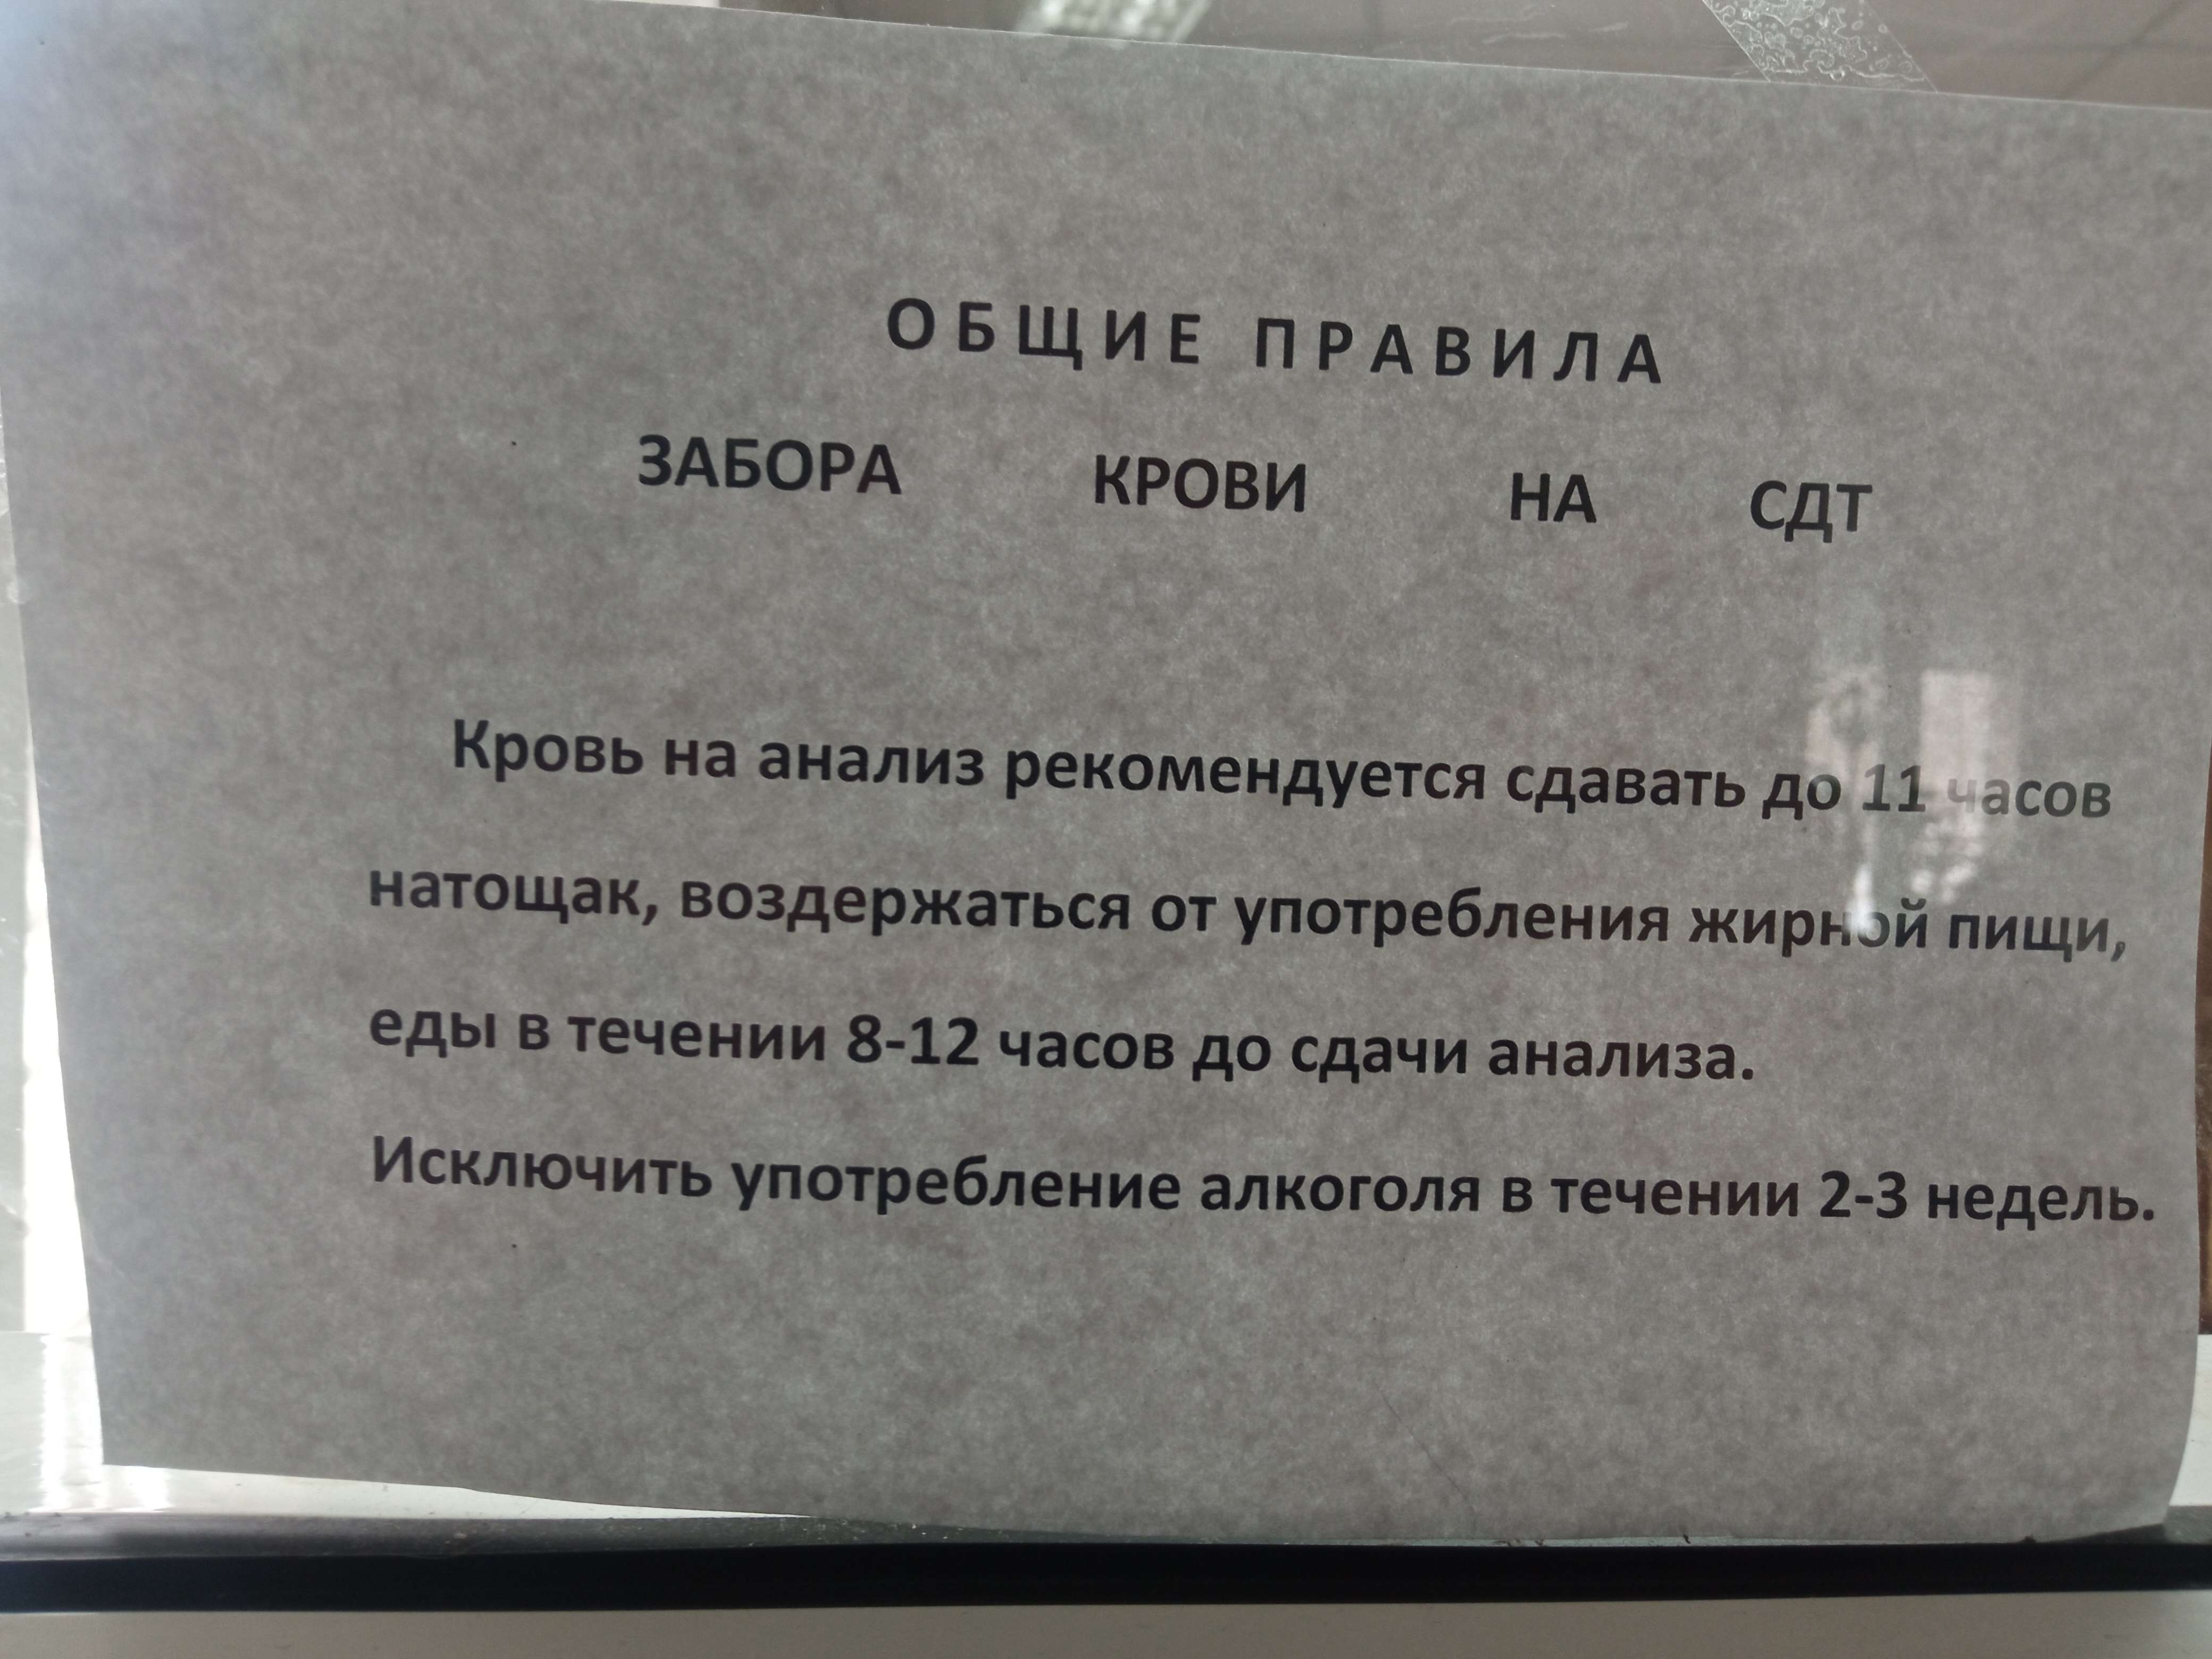 ОБЩИЕ ПРАВИЛА
ЗАБОРА КРОВИ НА СДТ
Кровь на анализ рекомендуется сдавать до 11 часов
натощак, воздержаться от употребления жирной пищи,
еды в течении 8-12 часов до сдачи анализа.
Исключить употребление алкоголя в течении 2-3 недель.